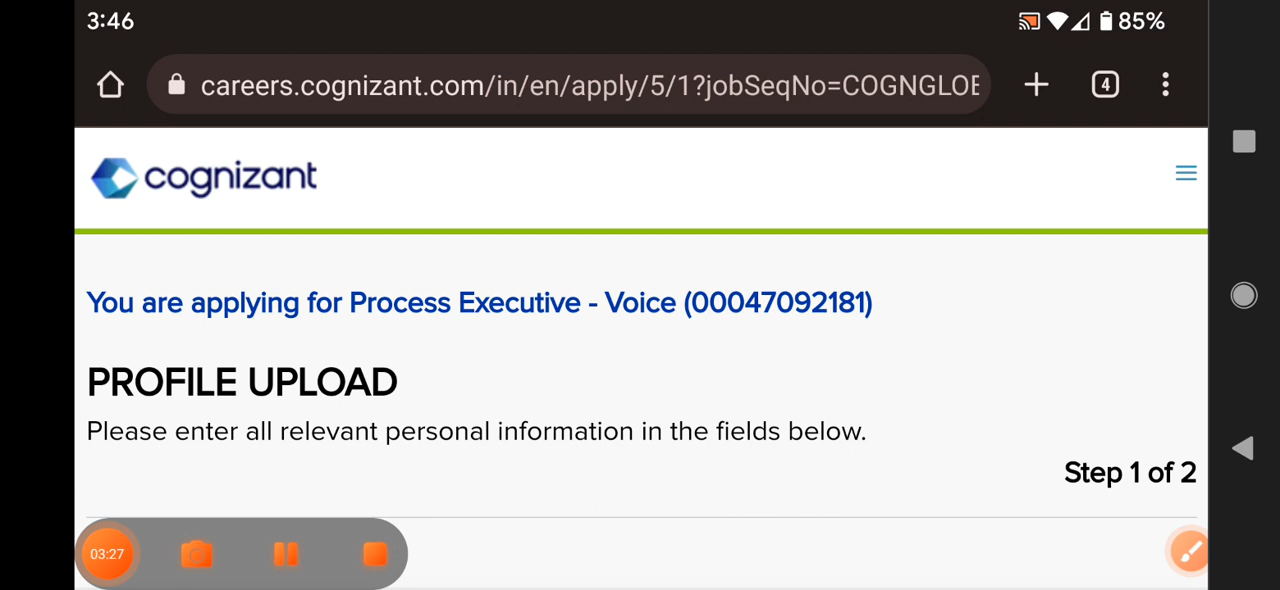 3:46
85%
careers.cognizant.com/in/en/apply/5/1?jobSeqNo=COGNGLOE
4
cognizant
You are applying for Process Executive - Voice (00047092181)
PROFILE UPLOAD
Please enter all relevant personal information in the fields below.
Step 1 of 2
03:27